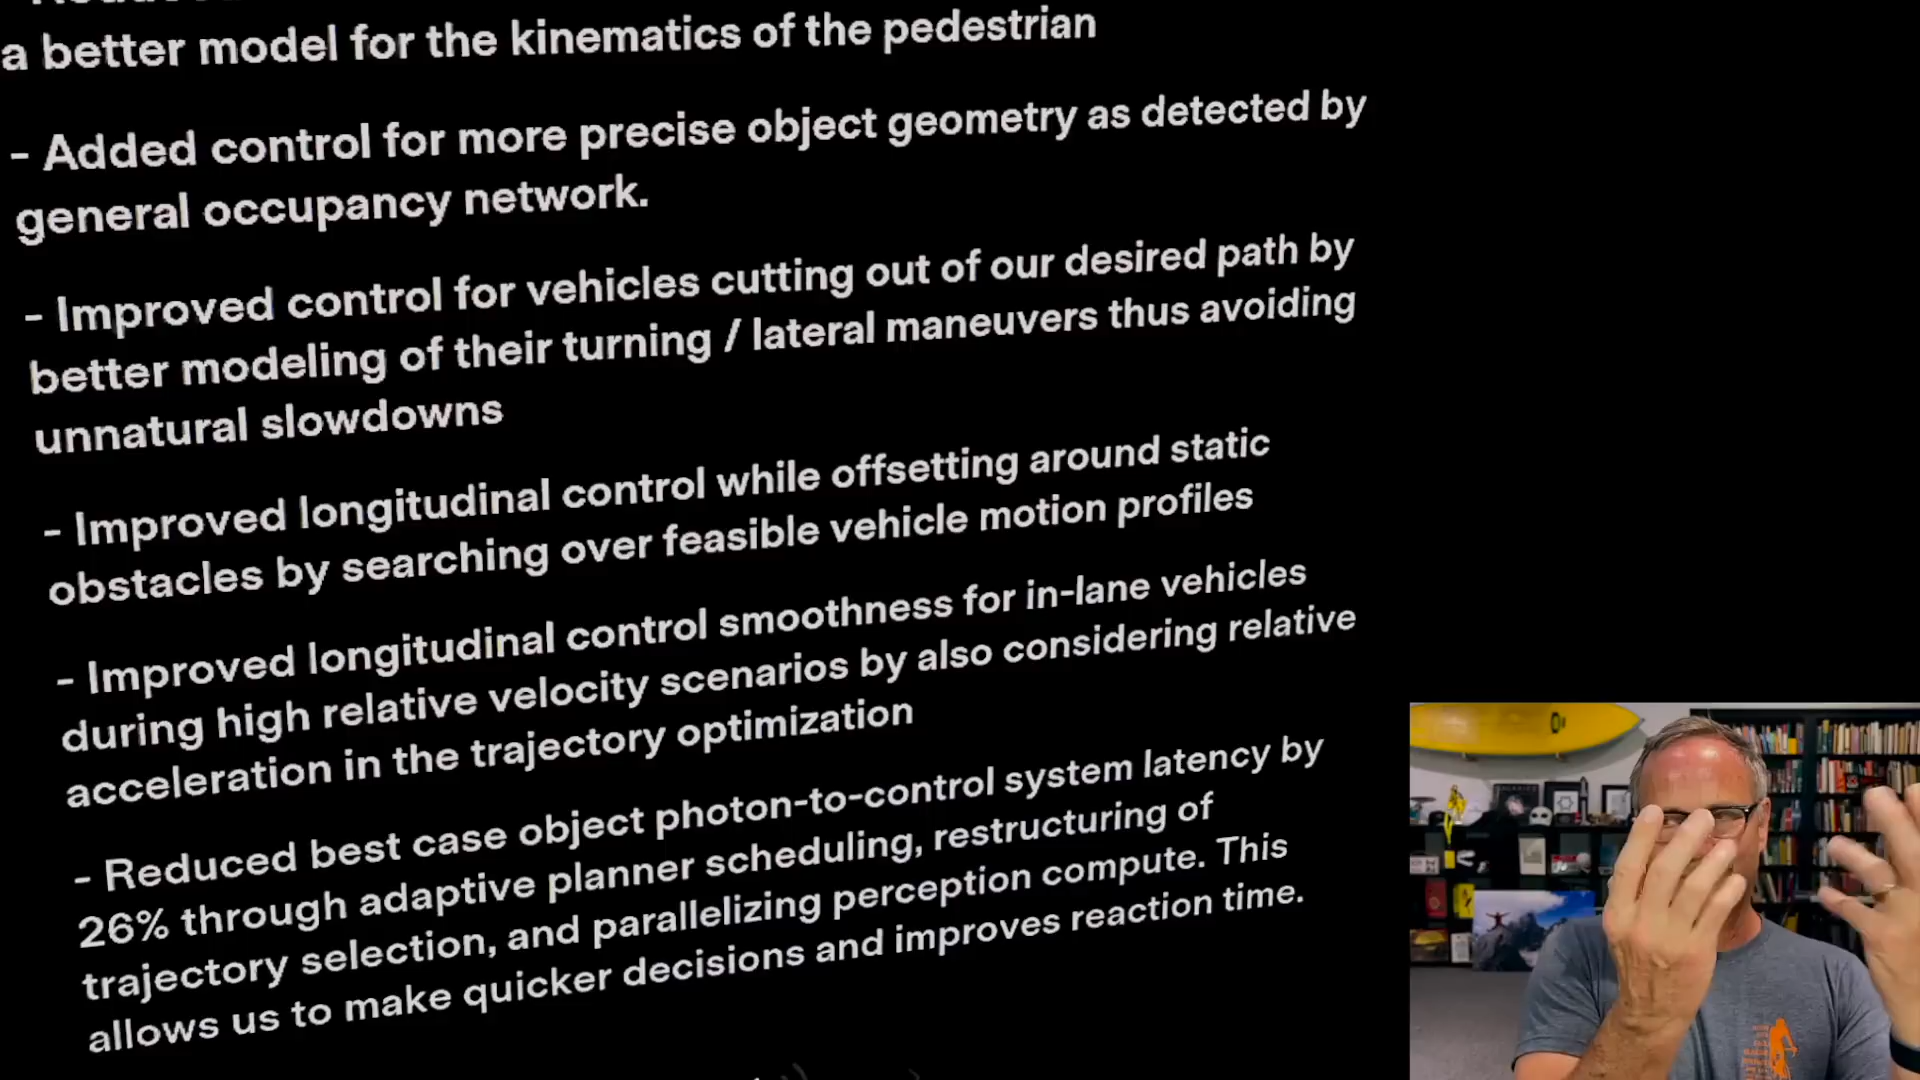 a better model for the kinematics of the pedestrian
- Added control for more precise object geometry as detected by
general occupancy network.
- Improved control for vehicles cutting out of our desired path by
better modeling of their turning / lateral maneuvers thus avoiding
unnatural slowdowns
- Improved longitudinal control while offsetting around static
obstacles by searching over feasible vehicle motion profiles
- Improved longitudinal control smoothness for in-lane vehicles
during high relative velocity scenarios by also considering relative
acceleration in the trajectory optimization
- Reduced best case object photon-to-control system latency by
26% through adaptive planner scheduling, restructuring of
trajectory selection, and parallelizing perception compute. This
allows us to make quicker decisions and improves reaction time.